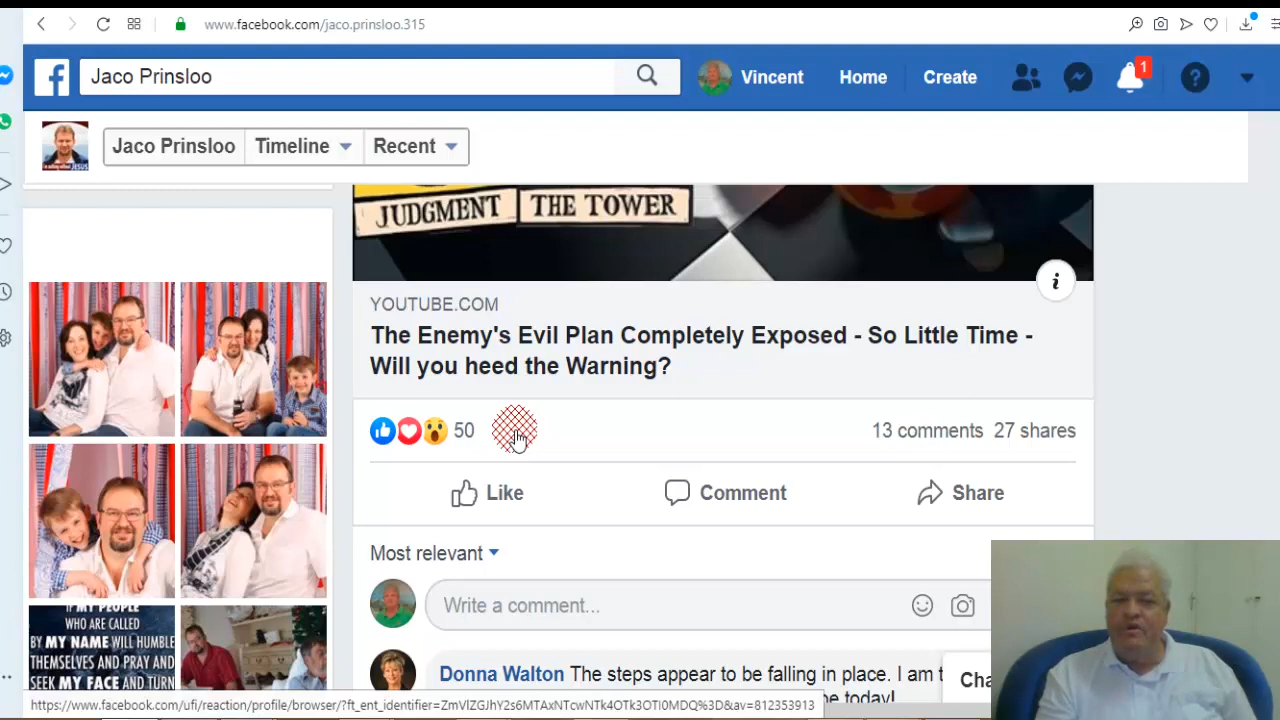 www.facebook.com/jaco.prinsloo.315
Jaco Prinsloo
Vincent
Home
Create
1
Jaco Prinsloo
Timeline
Recent
JUDGMENT
THE TOWER
YOUTUBE.COM
The Enemy's Evil Plan Completely Exposed - So Little Time -
Will you heed the Warning?
50
13 comments 27 shares
Like
Comment
Share
Most relevant
Write a comment...
Donna Walton The steps appear to be falling in place. I am t
Cha
e today!
IF MY PEOPLE
WHO ARE CALLED
BY MY NAME WILL HUMBLE
THEMSELVES AND PRAY AND
SEEK MY FACE AND TURN
https://www.facebook.com/ufi/reaction/profile/browser/?ft_ent_identifier=ZmVlZGJhY2s6MTAxNTcwNTk4OTk3OTI0MDQ%3D&av=812353913